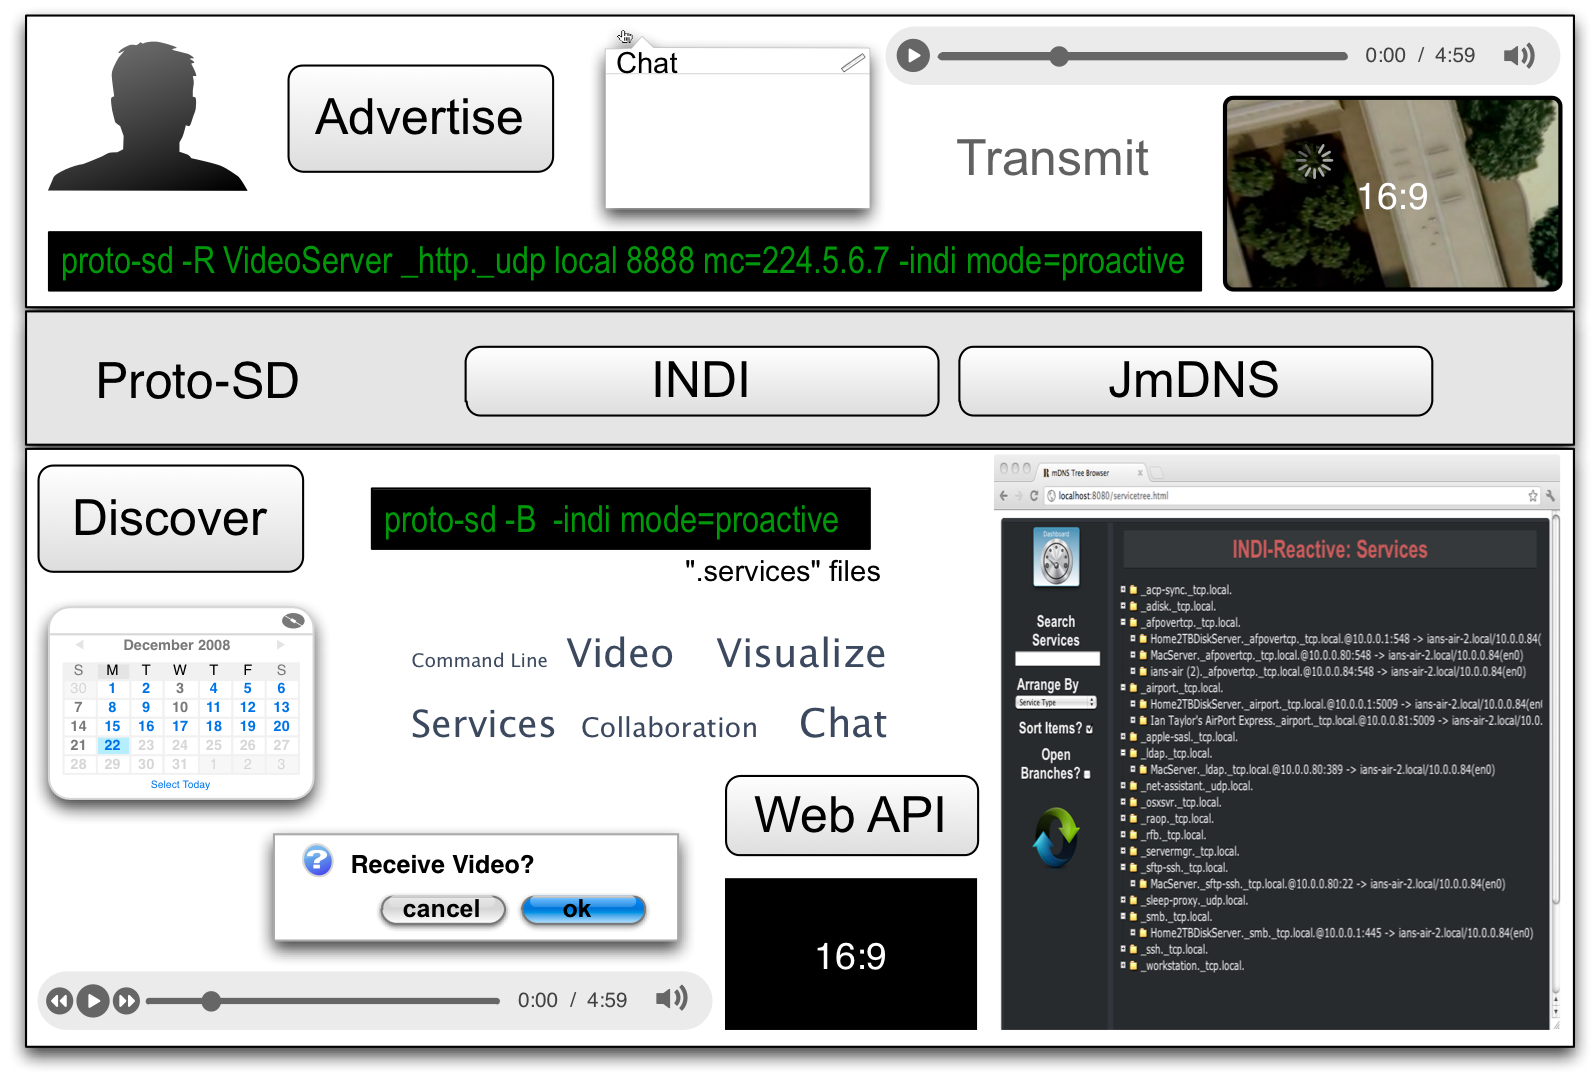 Advertise
Chat
0:00 / 4:59
Transmit
16:9
proto-sd -R VideoServer _http._udp local 8888 mc=224.5.6.7 -indi mode=proactive
Proto-SD
INDI
JmDNS
Discover
proto-sd -B -indi mode=proactive
".services" files
December 2008
S M T W T F S
30 1 2 3 4 5 6
7 8 9 10 11 12 13
14 15 16 17 18 19 20
21 22 23 24 25 26 27
28 29 30 31 1 2 3
Select Today
Command Line Video Visualize
Services Collaboration Chat
Web API
Receive Video?
cancel ok
0:00 / 4:59
16:9
mDNS Tree Browser
localhost:8080/servicetree.html
Dashboard
Search
Services
Arrange By
Service Type
Sort Items?
Open
Branches?
INDI-Reactive: Services
_acp-sync._tcp.local.
_adisk._tcp.local.
_afpovertcp._tcp.local.
Home2TBDiskServer._afpovertcp._tcp.local.@10.0.0.1:548 -> ians-air-2.local/10.0.0.84(
MacServer._afpovertcp._tcp.local.@10.0.0.80:548 -> ians-air-2.local/10.0.0.84(en0)
ians-air (2)._afpovertcp._tcp.local.@10.0.0.84:548 -> ians-air-2.local/10.0.0.84(en0)
_airport._tcp.local.
Home2TBDiskServer._airport._tcp.local.@10.0.0.1:5009 -> ians-air-2.local/10.0.0.84(en
Ian Taylor's AirPort Express._airport._tcp.local.@10.0.0.81:5009 -> ians-air-2.local/10.0.
_apple-sasl._tcp.local.
_ldap._tcp.local.
MacServer._ldap._tcp.local.@10.0.0.80:389 -> ians-air-2.local/10.0.0.84(en0)
_net-assistant._udp.local.
_osxsvr._tcp.local.
_raop._tcp.local.
_rfb._tcp.local.
_servermgr._tcp.local.
_sftp-ssh._tcp.local.
MacServer._sftp-ssh._tcp.local.@10.0.0.80:22 -> ians-air-2.local/10.0.0.84(en0)
_sleep-proxy._udp.local.
_smb._tcp.local.
Home2TBDiskServer._smb._tcp.local.@10.0.0.1:445 -> ians-air-2.local/10.0.0.84(en0)
_ssh._tcp.local.
_workstation._tcp.local.